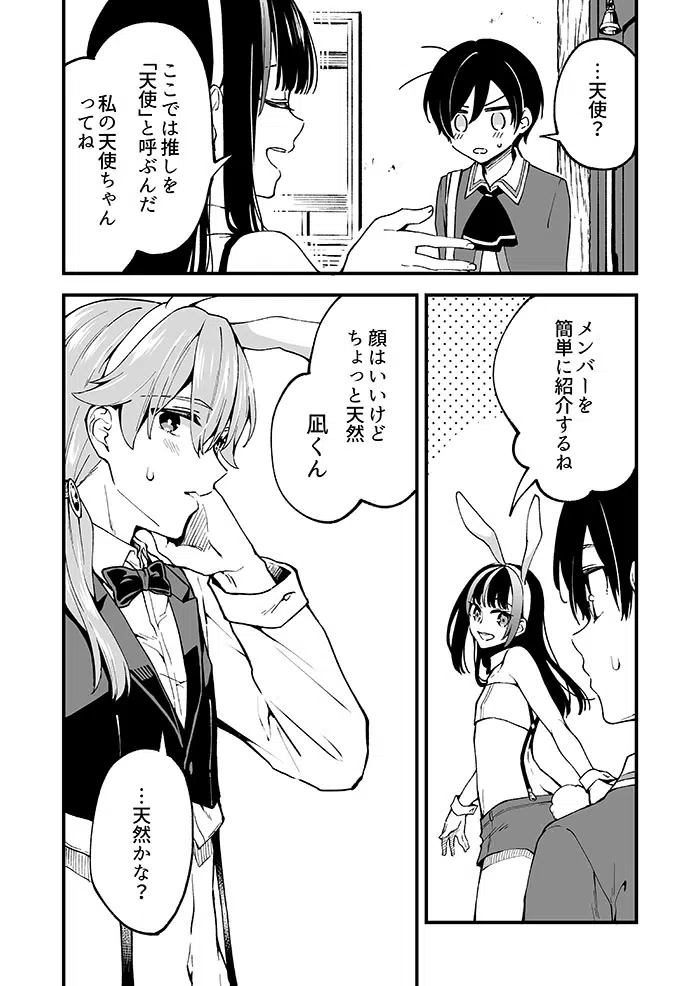 …天使？
ここでは推しを
「天使」と呼ぶんだ
私の天使ちゃん
ってね
メンバーを
簡単に紹介するね
顔はいいけど
ちょっと天然
凪くん
…天然かな？